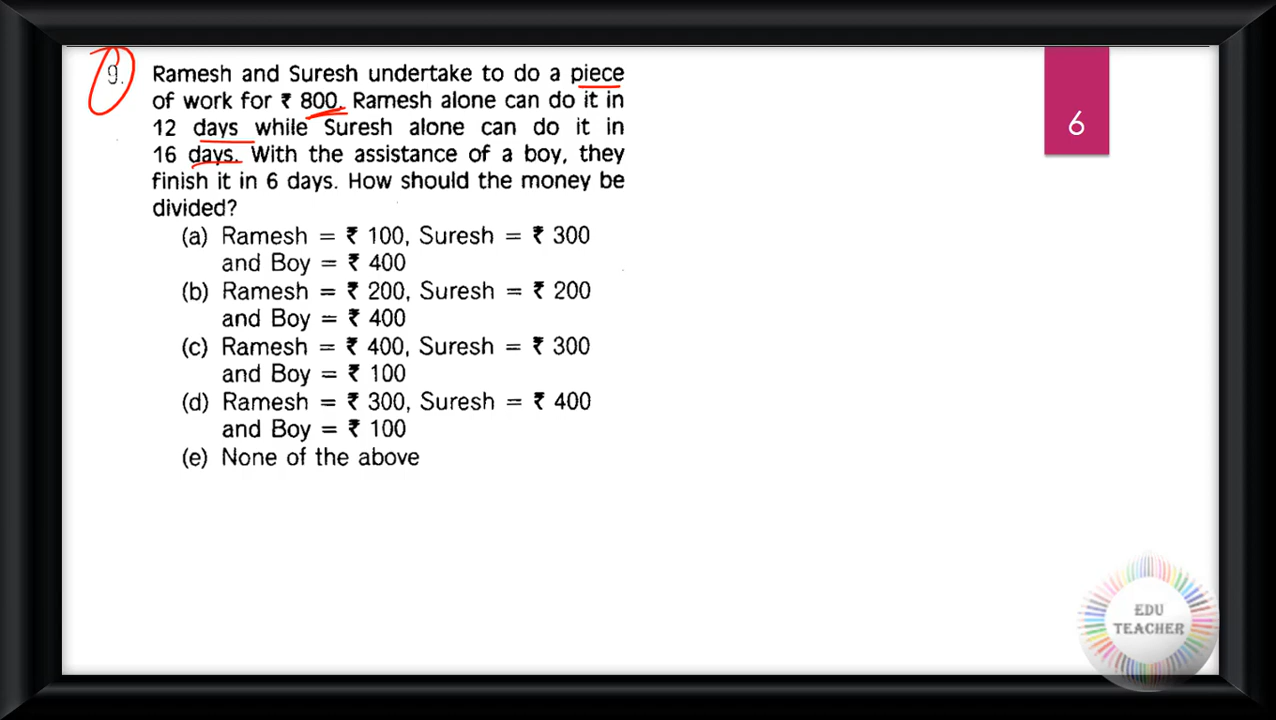 9. Ramesh and Suresh undertake to do a piece
of work for ₹ 800. Ramesh alone can do it in
12 days while Suresh alone can do it in
16 days. With the assistance of a boy, they
finish it in 6 days. How should the money be
divided?
(a) Ramesh = ₹ 100, Suresh = ₹ 300
and Boy = ₹ 400
(b) Ramesh = ₹ 200, Suresh = ₹ 200
and Boy = ₹ 400
(c) Ramesh = ₹ 400, Suresh = ₹ 300
and Boy = ₹ 100
(d) Ramesh = ₹ 300, Suresh = ₹ 400
and Boy = ₹ 100
(e) None of the above
6
EDU
TEACHER